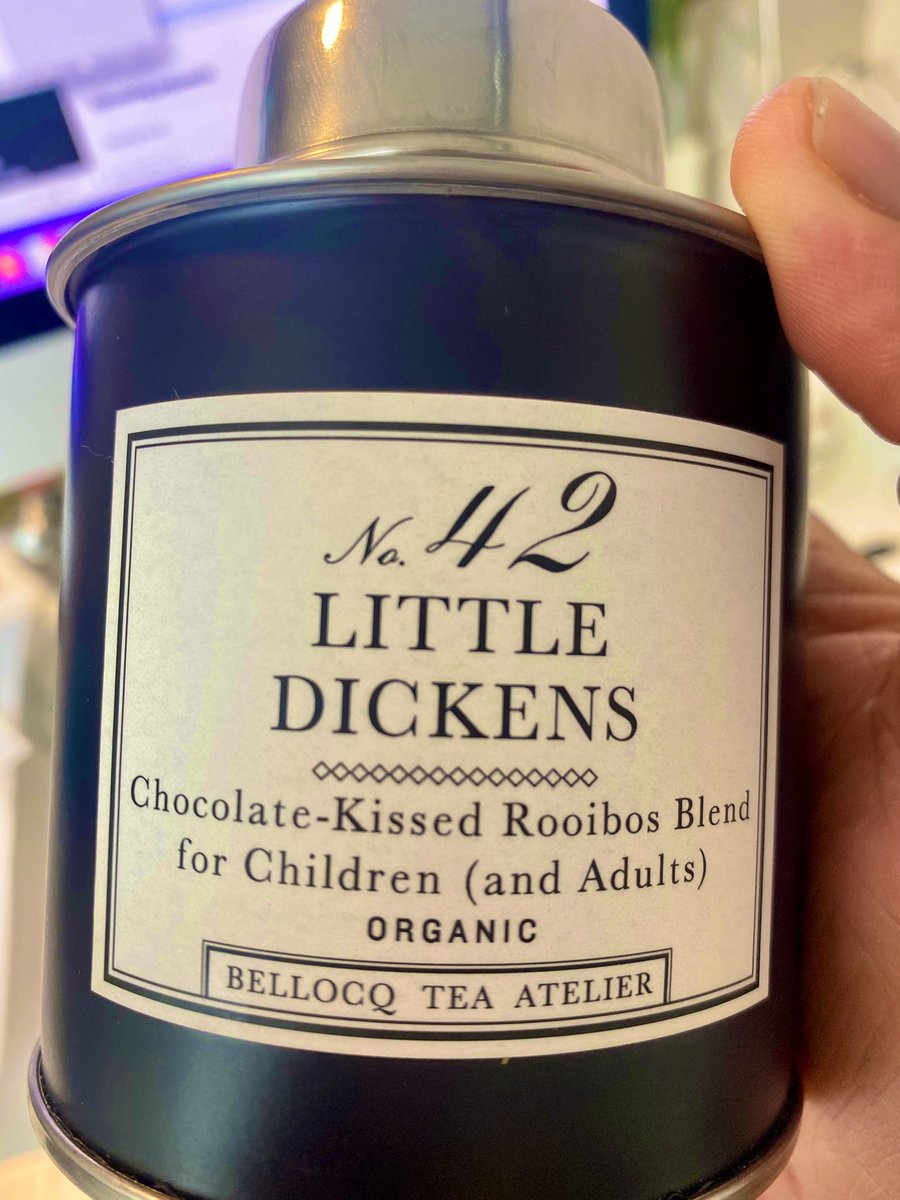 No. 42
LITTLE
DICKENS
Chocolate-Kissed Rooibos Blend
for Children (and Adults)
ORGANIC
BELLOCQ TEA ATELIER